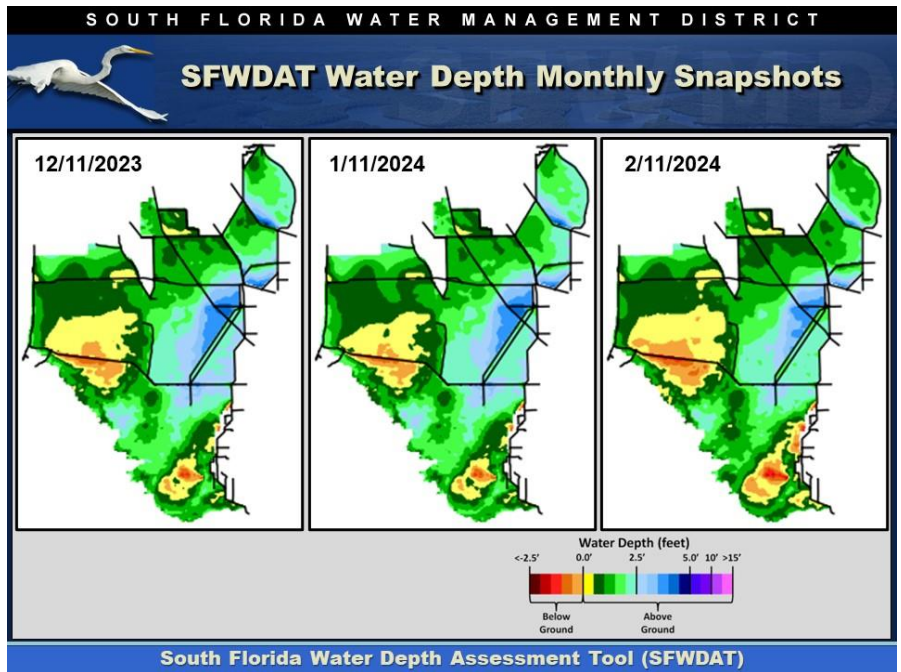 SOUTH FLORIDA WATER MANAGEMENT DISTRICT
SFWDAT Water Depth Monthly Snapshots
12/11/2023
1/11/2024
2/11/2024
Water Depth (feet)
<-2.5' 0.0' 2.5' 5.0' 10' >15'
Below Above
Ground Ground
South Florida Water Depth Assessment Tool (SFWDAT)